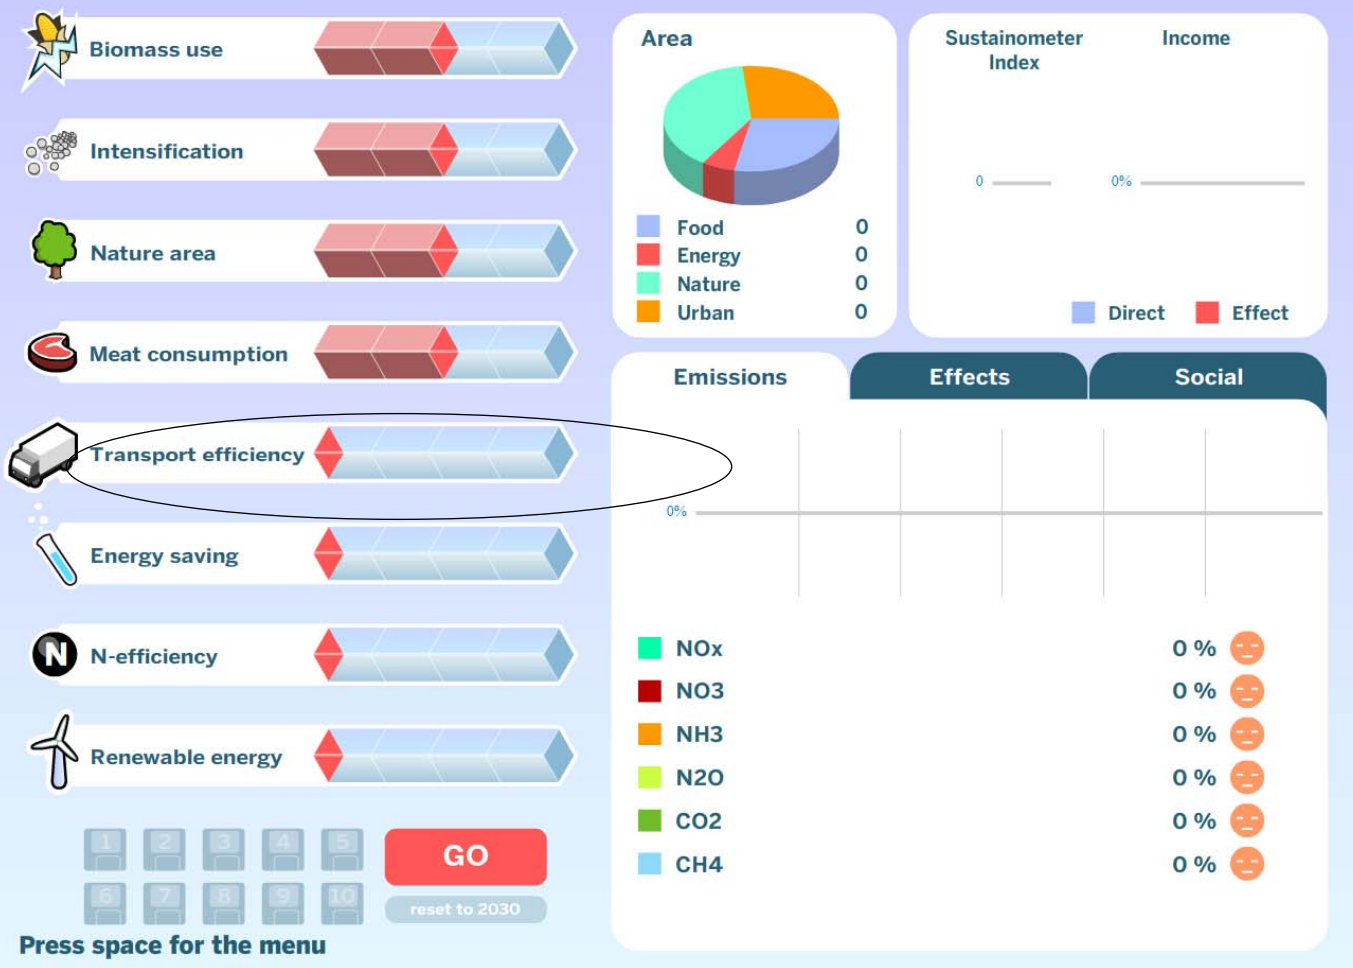 Biomass use
Intensification
Nature area
Meat consumption
Transport efficiency
Energy saving
N
N-efficiency
Renewable energy
1 2 3 4 5
6 7 8 9 10
GO
reset to 2030
Press space for the menu
Area
Food 0
Energy 0
Nature 0
Urban 0
Sustainometer
Index
Income
0
0%
Direct
Effect
Emissions
Effects
Social
0%
NOx 0 %
NO3 0 %
NH3 0 %
N2O 0 %
CO2 0 %
CH4 0 %